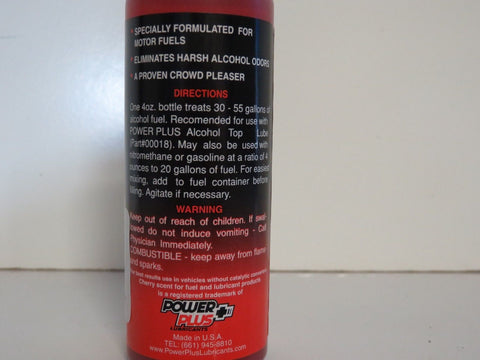 * SPECIALLY FORMULATED FOR
MOTOR FUELS
* ELIMINATES HARSH ALCOHOL ODORS
* A PROVEN CROWD PLEASER
DIRECTIONS
One 4oz. bottle treats 30 - 55 gallons of
alcohol fuel. Recomended for use with
POWER PLUS Alcohol Top Lube
(Part#00018). May also be used with
nitromethane or gasoline at a ratio of 4
ounces to 20 gallons of fuel. For easiest
mixing, add to fuel container before
filling. Agitate if necessary.
WARNING
Keep out of reach of children. If swal-
lowed do not induce vomiting - Call
Physician Immediately.
COMBUSTIBLE - keep away from flame
and sparks.
For best results use in vehicles without catalytic converters
Cherry scent for fuel and lubricant products
is a registered trademark of
POWER
PLUS
LUBRICANTS
Made in U.S.A.
TEL: (661) 945-8810
www.PowerPlusLubricants.com